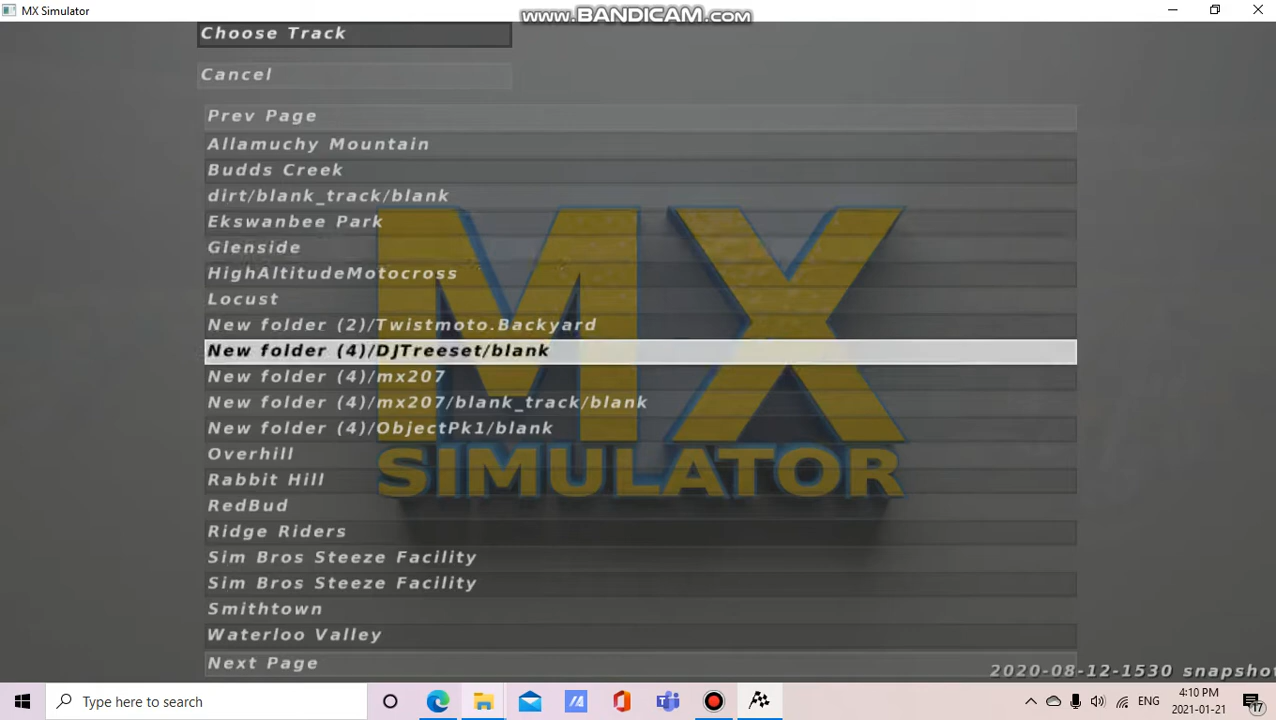 MX Simulator
www.BANDICAM.com
Choose Track
Cancel
Prev Page
Allamuchy Mountain
Budds Creek
dirt/blank_track/blank
Ekswanbee Park
Glenside
HighAltitudeMotocross
Locust
New folder (2)/Twistmoto.Backyard
New folder (4)/DJTreeset/blank
New folder (4)/mx207
New folder (4)/mx207/blank_track/blank
New folder (4)/ObjectPk1/blank
Overhill
Rabbit Hill
RedBud
Ridge Riders
Sim Bros Steeze Facility
Sim Bros Steeze Facility
Smithtown
Waterloo Valley
Next Page
MX
SIMULATOR
2020-08-12-1530 snapshot
Type here to search
ENG
4:10 PM
2021-01-21
17